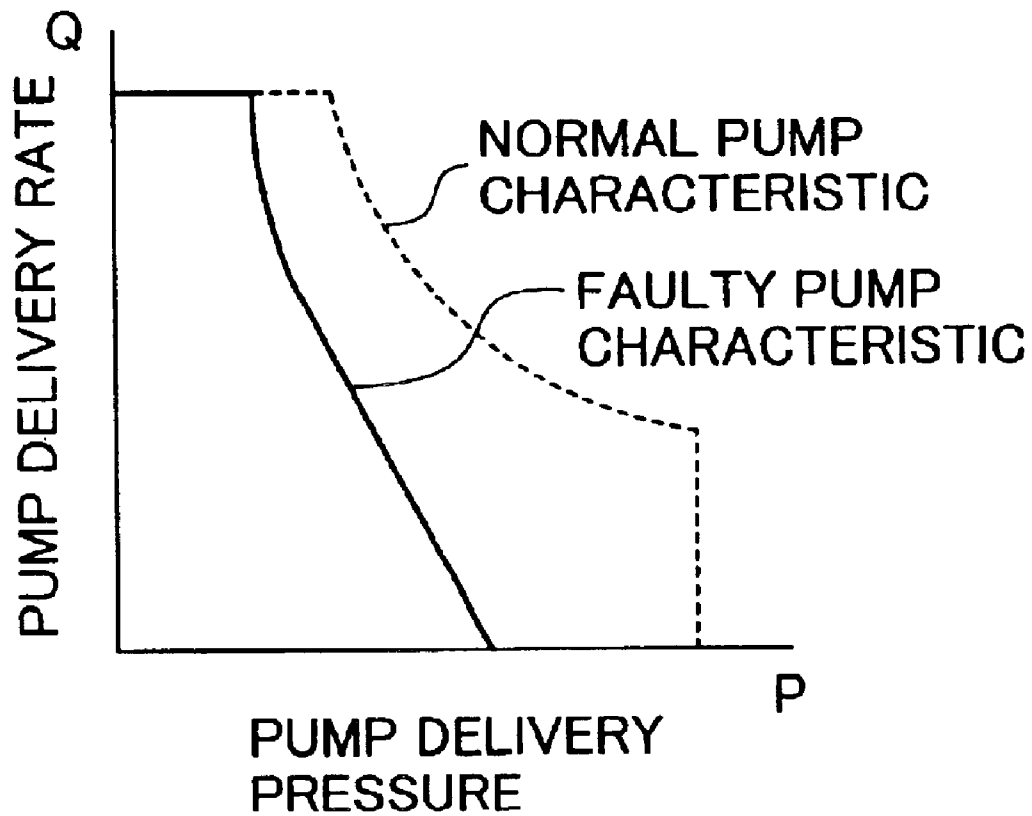 Q
PUMP DELIVERY RATE
NORMAL PUMP
CHARACTERISTIC
FAULTY PUMP
CHARACTERISTIC
P
PUMP DELIVERY
PRESSURE